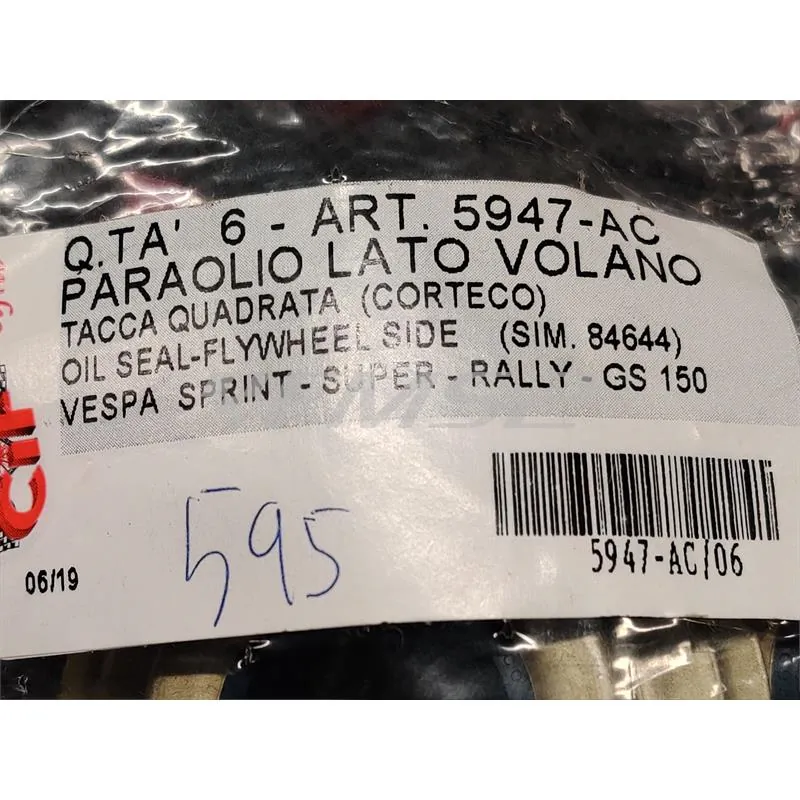 Q.TA' 6 - ART. 5947-AC
PARAOLIO LATO VOLANO
TACCA QUADRATA (CORTECO)
OIL SEAL-FLYWHEEL SIDE (SIM. 84644)
VESPA SPRINT - SUPER - RALLY - GS 150
CIF
595
5947-AC/06
06/19